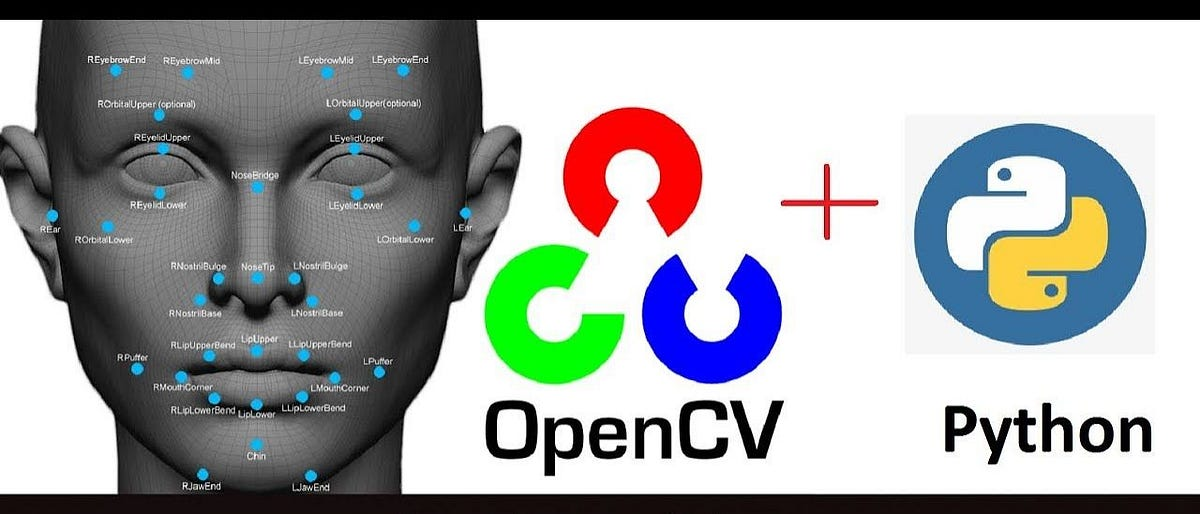 REyebrowEnd
REyebrowMid
LEyebrowMid
LEyebrowEnd
ROrbitalUpper (optional)
LOrbitalUpper(optional)
REyelidUpper
LEyelidUpper
NoseBridge
REyelidLower
LEyelidLower
REar
LEar
ROrbitalLower
LOrbitalLower
RNostrilBulge
NoseTip
LNostrilBulge
RNostrilBase
LNostrilBase
RLipUpperBend
LipUpper
LLipUpperBend
RPuffer
LPuffer
RMouthCorner
LMouthCorner
RLipLowerBend
LipLower
LLipLowerBend
Chin
RJawEnd
LJawEnd
OpenCV
Python